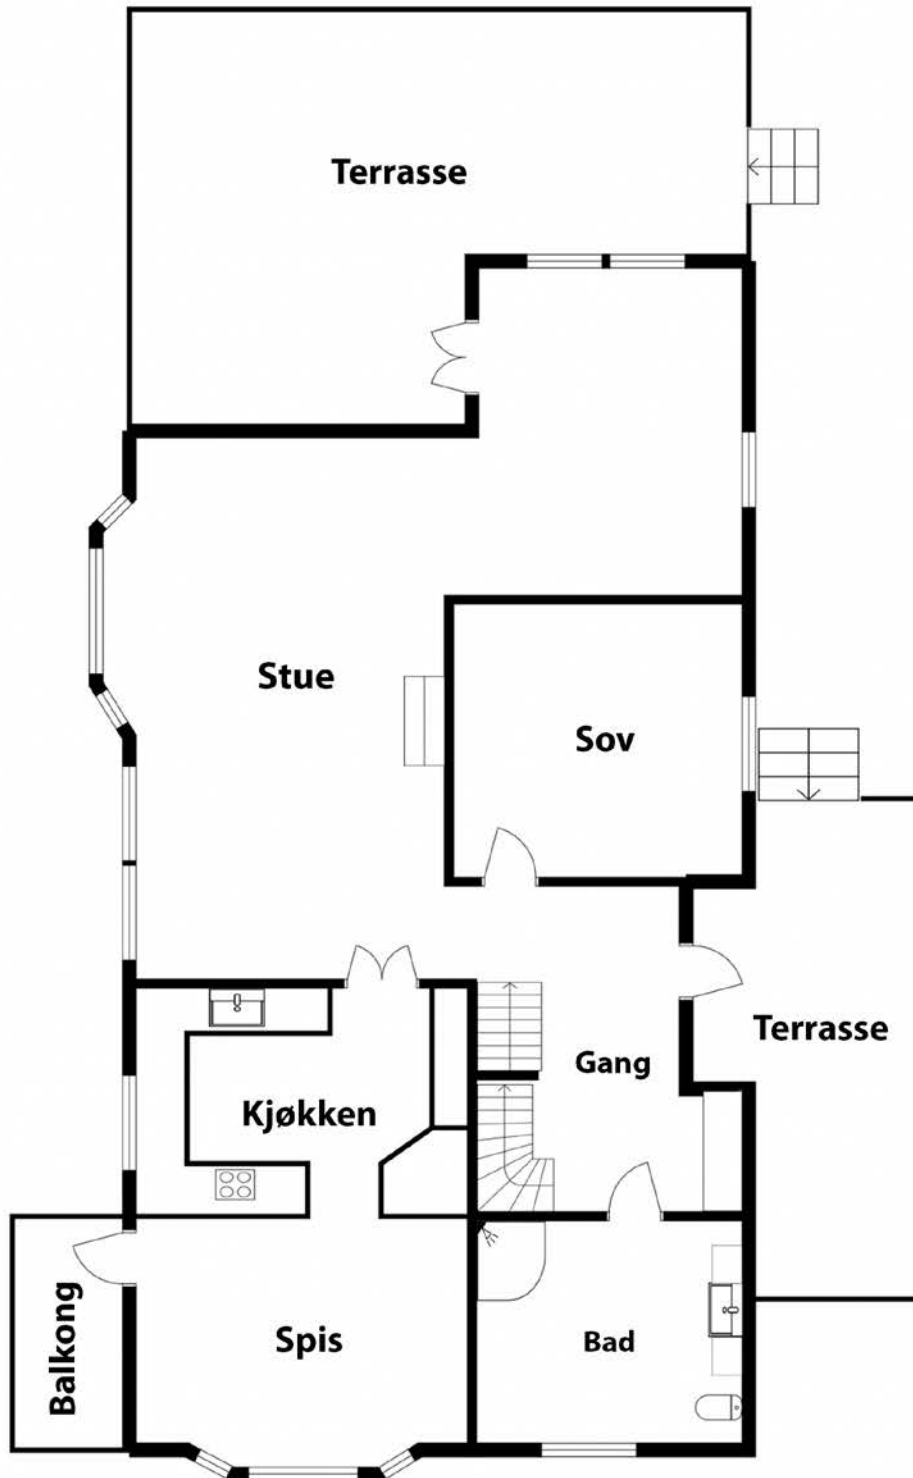 Terrasse
Stue
Sov
Terrasse
Gang
Kjøkken
Balkong
Spis
Bad